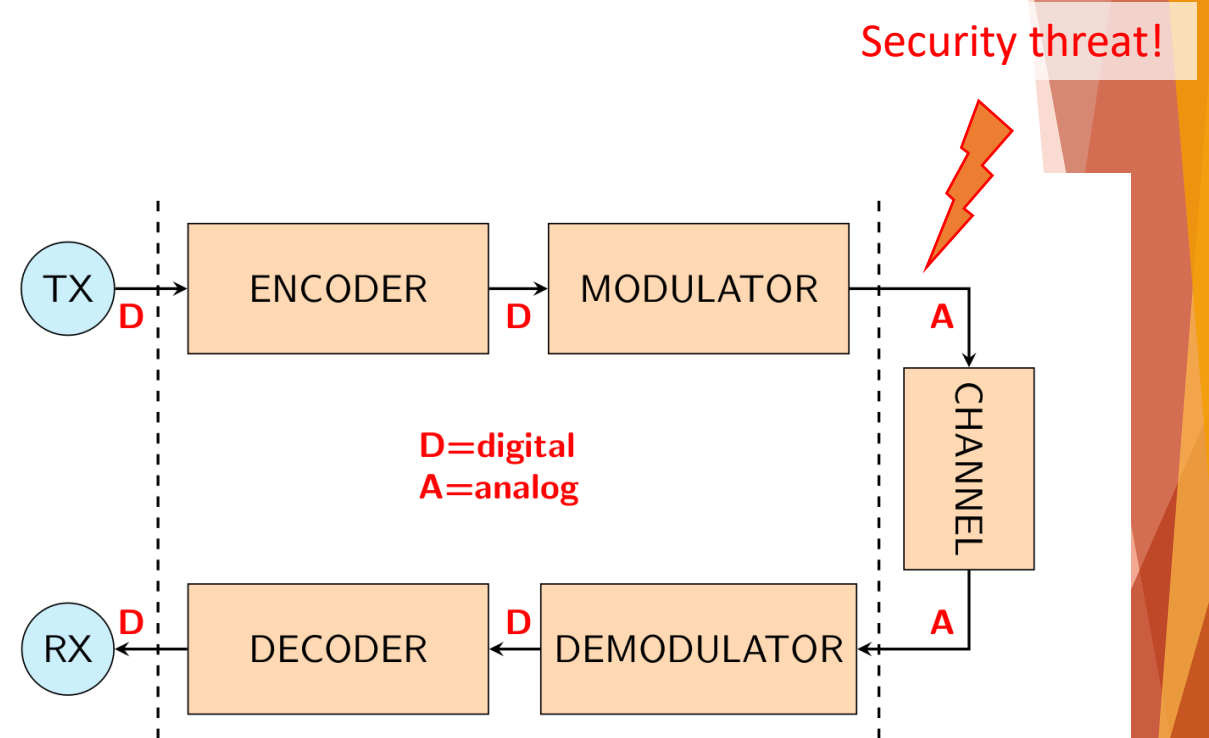 Security threat!
TX
D
ENCODER
D
MODULATOR
A
CHANNEL
D=digital
A=analog
RX
D
DECODER
D
DEMODULATOR
A